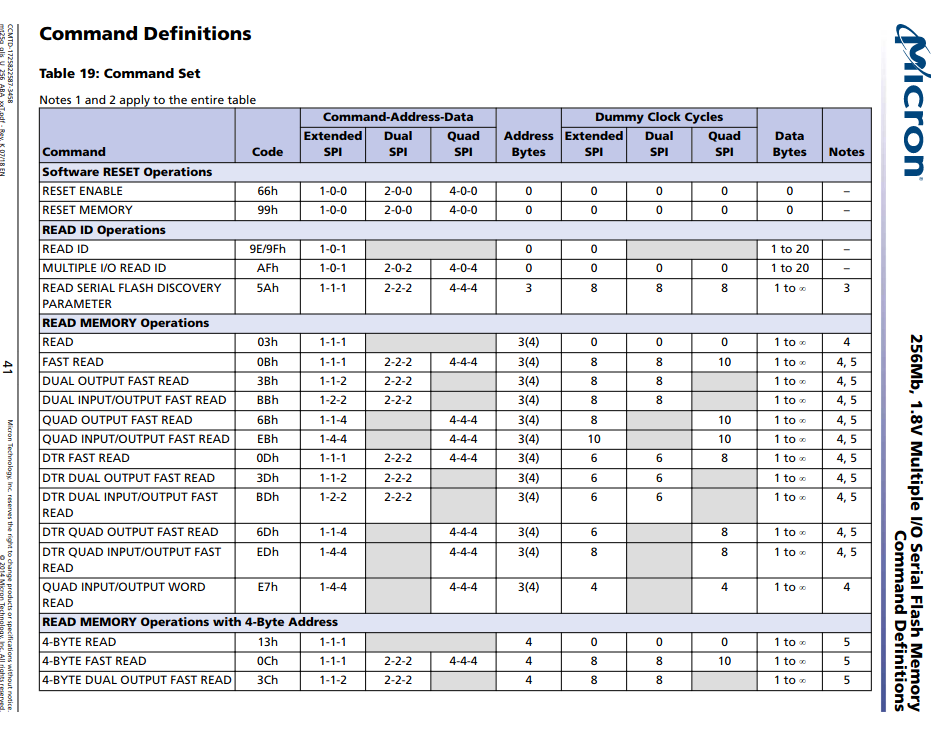 Command Definitions
Table 19: Command Set
Notes 1 and 2 apply to the entire table
Command-Address-Data Dummy Clock Cycles
Command Code Extended SPI Dual SPI Quad SPI Address Bytes Extended SPI Dual SPI Quad SPI Data Bytes Notes
Software RESET Operations
RESET ENABLE 66h 1-0-0 2-0-0 4-0-0 0 0 0 0 0 –
RESET MEMORY 99h 1-0-0 2-0-0 4-0-0 0 0 0 0 0 –
READ ID Operations
READ ID 9E/9Fh 1-0-1 0 0 1 to 20 –
MULTIPLE I/O READ ID AFh 1-0-1 2-0-2 4-0-4 0 0 0 0 1 to 20 –
READ SERIAL FLASH DISCOVERY 5Ah 1-1-1 2-2-2 4-4-4 3 8 8 8 1 to ∞ 3
PARAMETER
READ MEMORY Operations
READ 03h 1-1-1 3(4) 0 0 0 1 to ∞ 4
FAST READ 0Bh 1-1-1 2-2-2 4-4-4 3(4) 8 8 10 1 to ∞ 4, 5
DUAL OUTPUT FAST READ 3Bh 1-1-2 2-2-2 3(4) 8 8 1 to ∞ 4, 5
DUAL INPUT/OUTPUT FAST READ BBh 1-2-2 2-2-2 3(4) 8 8 1 to ∞ 4, 5
QUAD OUTPUT FAST READ 6Bh 1-1-4 4-4-4 3(4) 8 10 1 to ∞ 4, 5
QUAD INPUT/OUTPUT FAST READ EBh 1-4-4 4-4-4 3(4) 10 10 1 to ∞ 4, 5
DTR FAST READ 0Dh 1-1-1 2-2-2 4-4-4 3(4) 6 6 8 1 to ∞ 4, 5
DTR DUAL OUTPUT FAST READ 3Dh 1-1-2 2-2-2 3(4) 6 6 1 to ∞ 4, 5
DTR DUAL INPUT/OUTPUT FAST BDh 1-2-2 2-2-2 3(4) 6 6 1 to ∞ 4, 5
READ
DTR QUAD OUTPUT FAST READ 6Dh 1-1-4 4-4-4 3(4) 6 8 1 to ∞ 4, 5
DTR QUAD INPUT/OUTPUT FAST EDh 1-4-4 4-4-4 3(4) 8 8 1 to ∞ 4, 5
READ
QUAD INPUT/OUTPUT WORD E7h 1-4-4 4-4-4 3(4) 4 4 1 to ∞ 4
READ
READ MEMORY Operations with 4-Byte Address
4-BYTE READ 13h 1-1-1 4 0 0 0 1 to ∞ 5
4-BYTE FAST READ 0Ch 1-1-1 2-2-2 4-4-4 4 8 8 10 1 to ∞ 5
4-BYTE DUAL OUTPUT FAST READ 3Ch 1-1-2 2-2-2 4 8 8 1 to ∞ 5
Micron
256Mb, 1.8V Multiple I/O Serial Flash Memory
Command Definitions
CCMTD-1725822587-3458
mt25q_qljs_U_256_ABA_xxT.pdf - Rev. K 07/18 EN
41
Micron Technology, Inc. reserves the right to change products or specifications without notice.
© 2014 Micron Technology, Inc. All rights reserved.